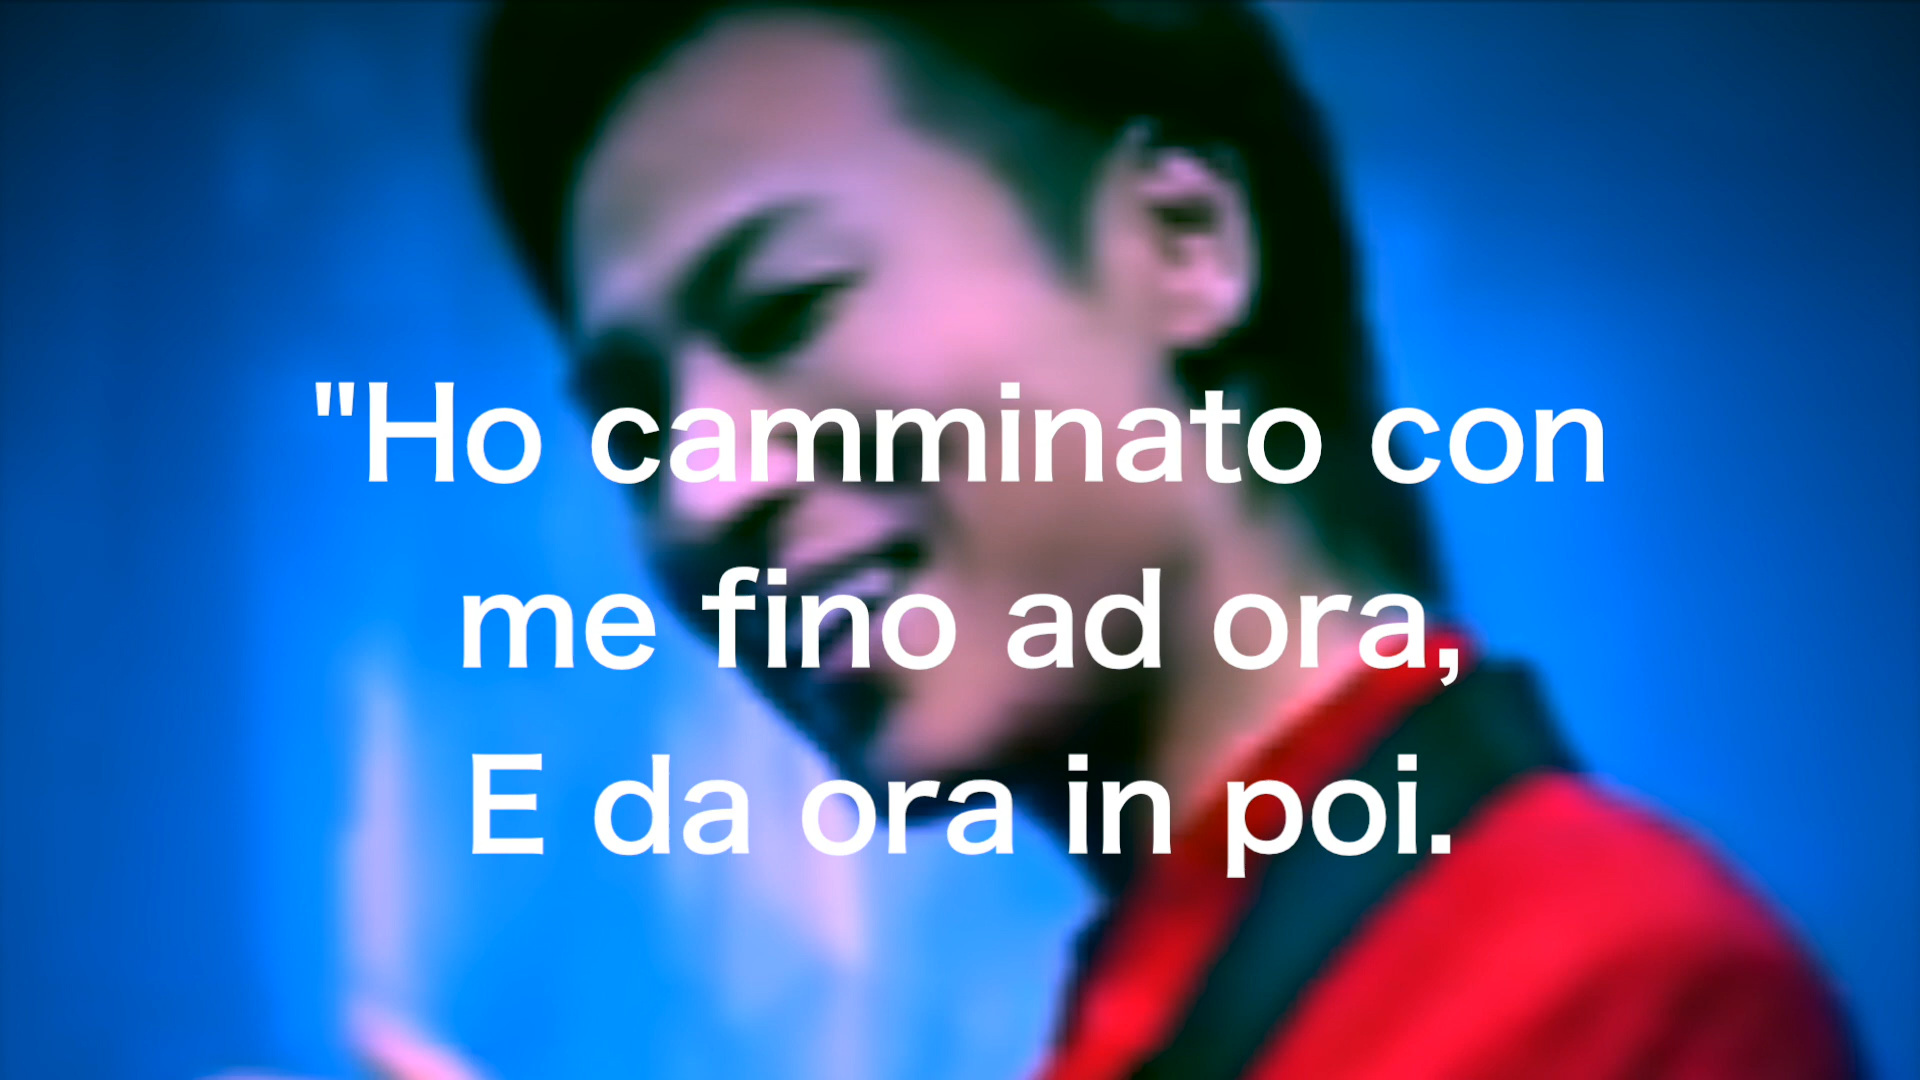 "Ho camminato con
me fino ad ora,
E da ora in poi.